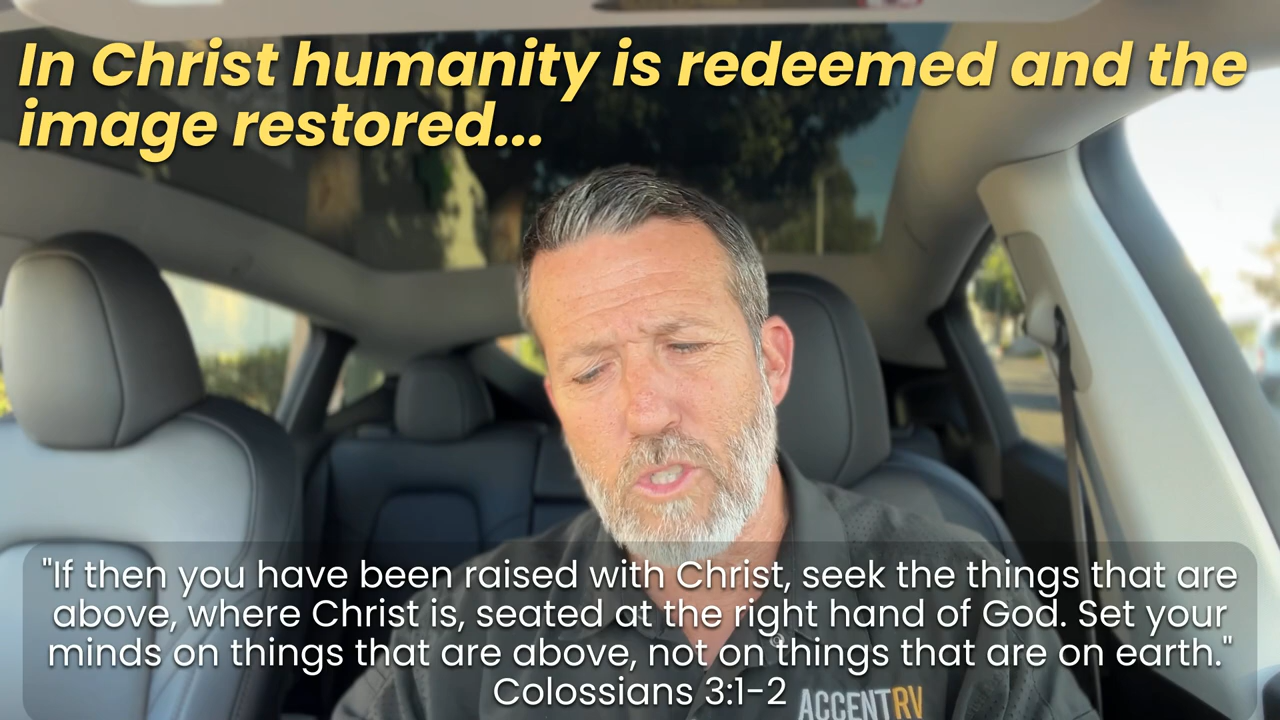 In Christ humanity is redeemed and the
image restored...
"If then you have been raised with Christ, seek the things that are
above, where Christ is, seated at the right hand of God. Set your
minds on things that are above, not on things that are on earth."
Colossians 3:1-2
ACCENTRV